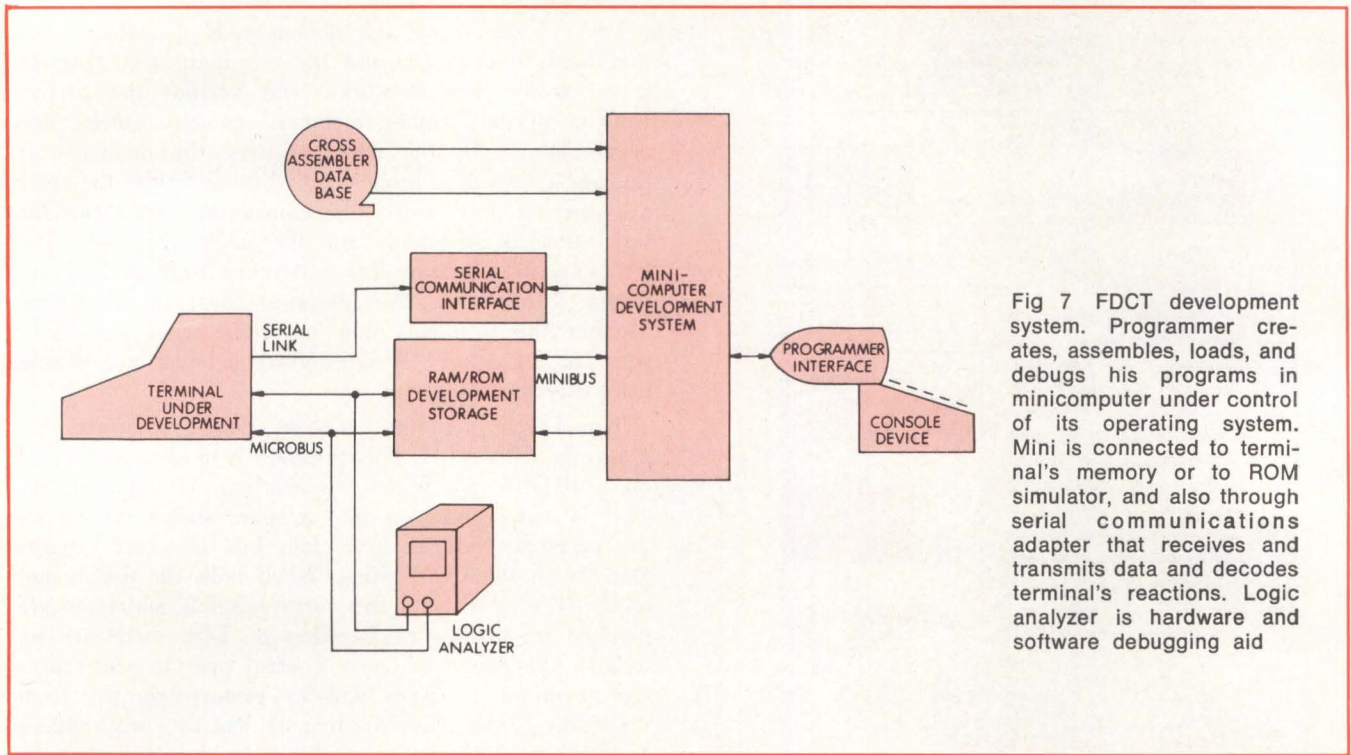 CROSS
ASSEMBLER
DATA
BASE
SERIAL
COMMUNICATION
INTERFACE
MINI-
COMPUTER
DEVELOPMENT
SYSTEM
SERIAL
LINK
TERMINAL
UNDER
DEVELOPMENT
RAM/ROM
DEVELOPMENT
STORAGE
MINIBUS
MICROBUS
PROGRAMMER
INTERFACE
CONSOLE
DEVICE
LOGIC
ANALYZER
Fig 7 FDCT development
system. Programmer cre-
ates, assembles, loads, and
debugs his programs in
minicomputer under control
of its operating system.
Mini is connected to termi-
nal's memory or to ROM
simulator, and also through
serial communications
adapter that receives and
transmits data and decodes
terminal's reactions. Logic
analyzer is hardware and
software debugging aid